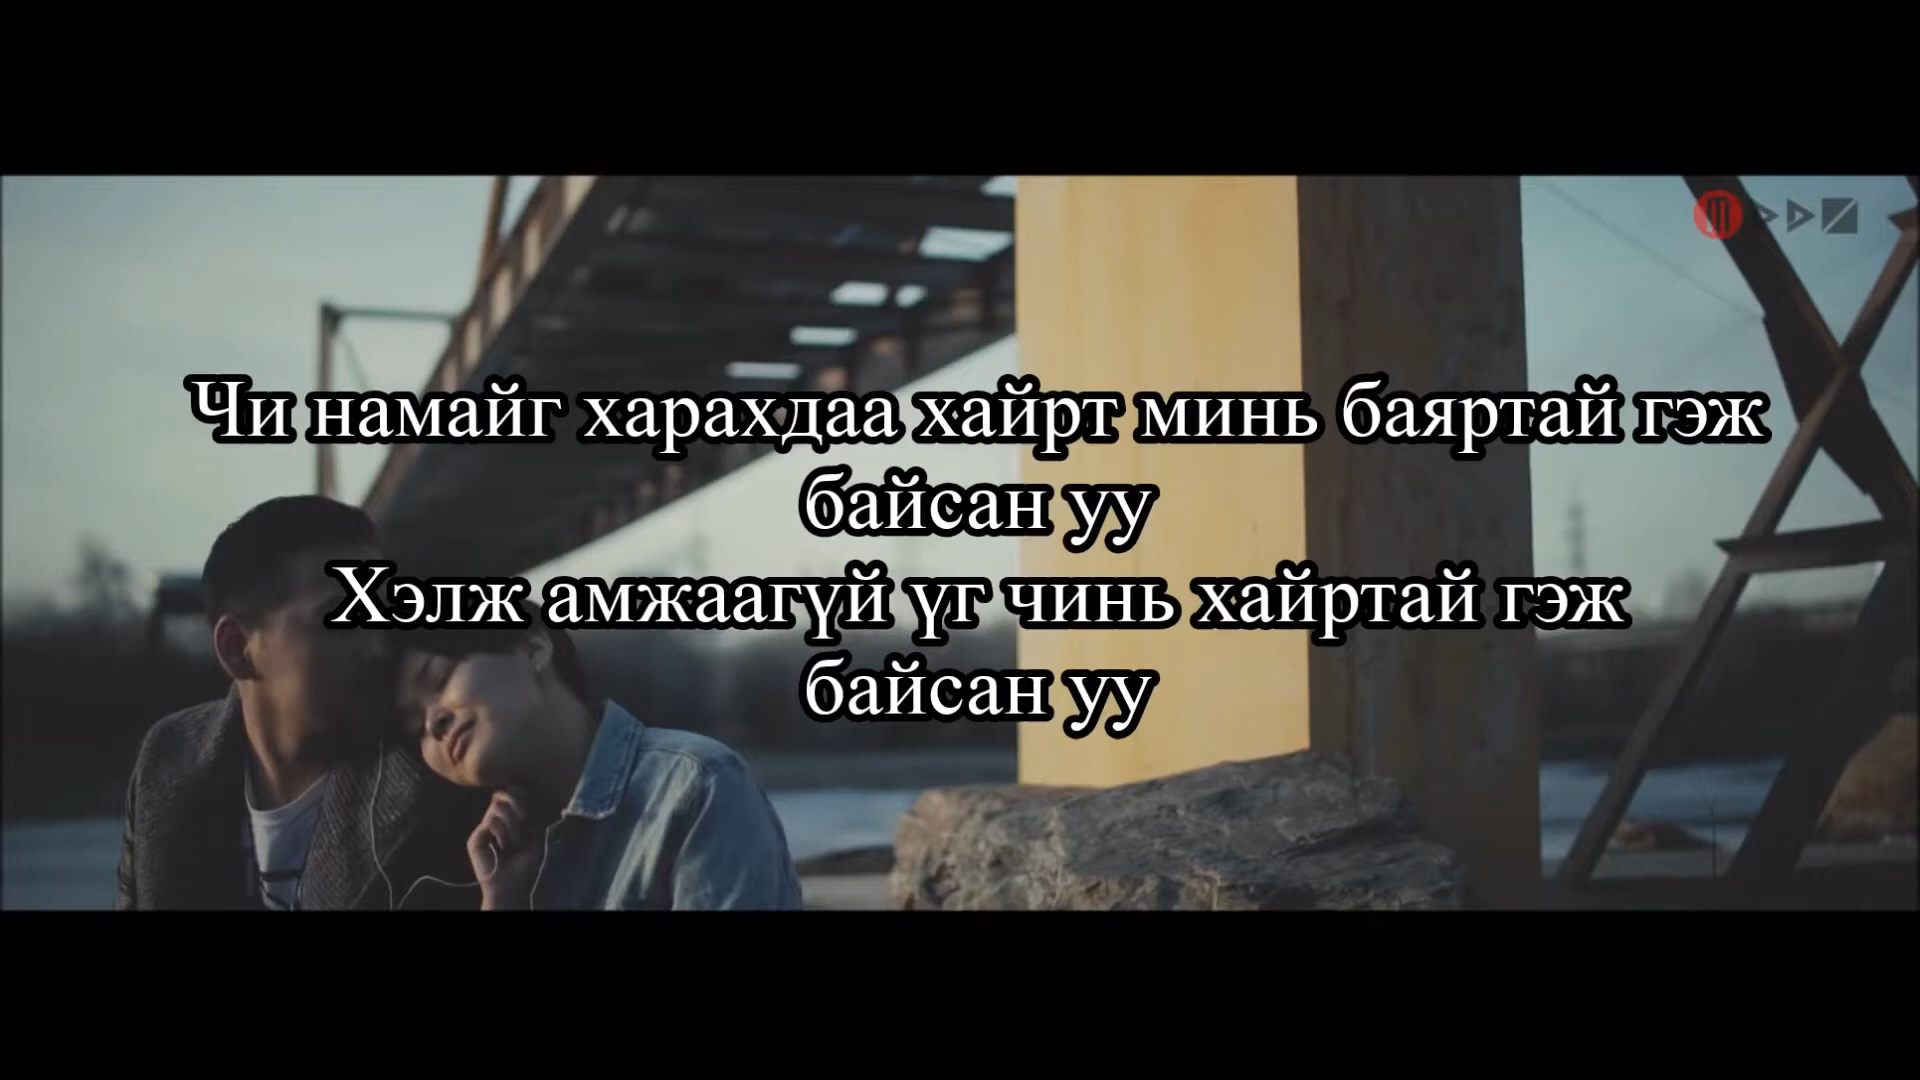 Чи намайг харахдаа хайрт минь баяртай гэж
байсан уу
Хэлж амжаагүй үг чинь хайртай гэж
байсан уу